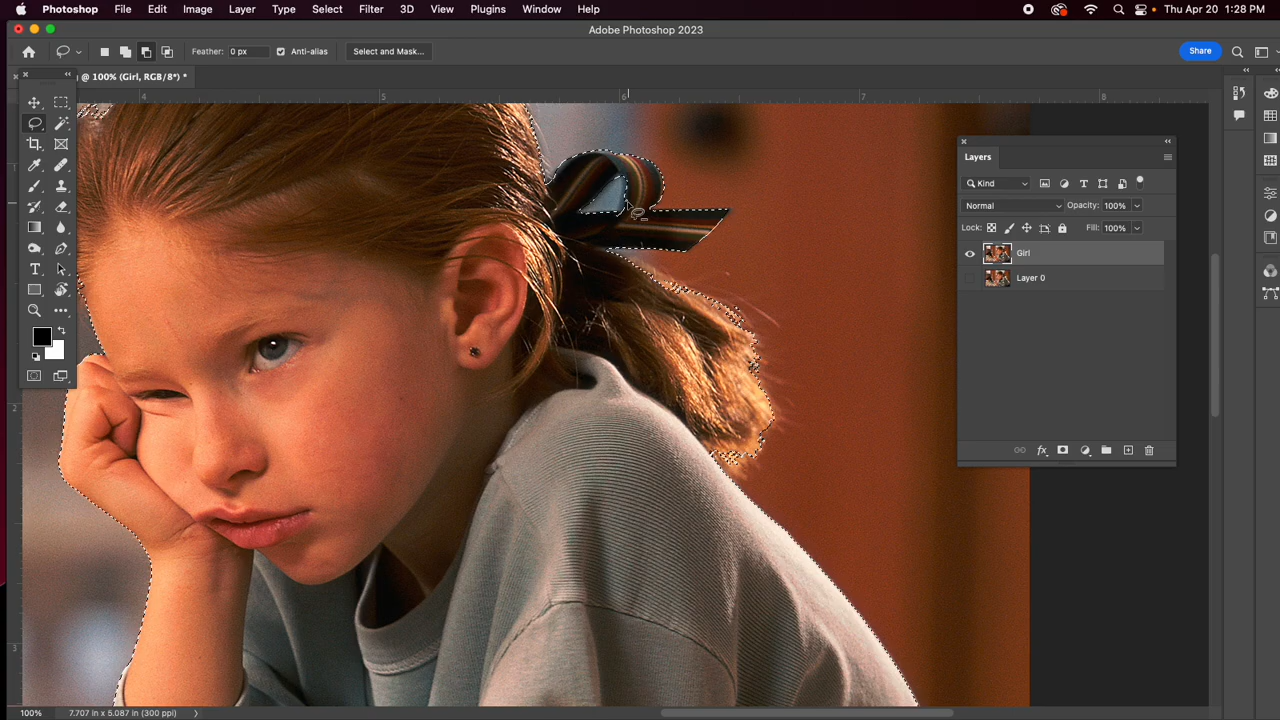 Photoshop File Edit Image Layer Type Select Filter 3D View Plugins Window Help Thu Apr 20 1:28 PM
Adobe Photoshop 2023
Feather: 0 px Anti-alias Select and Mask... Share
@ 100% (Girl, RGB/8*) *
4 5 6 7 8
Layers
Kind
Normal Opacity: 100%
Lock: Fill: 100%
Girl
Layer 0
fx
2
3
100% 7.707 in x 5.087 in (300 ppi)